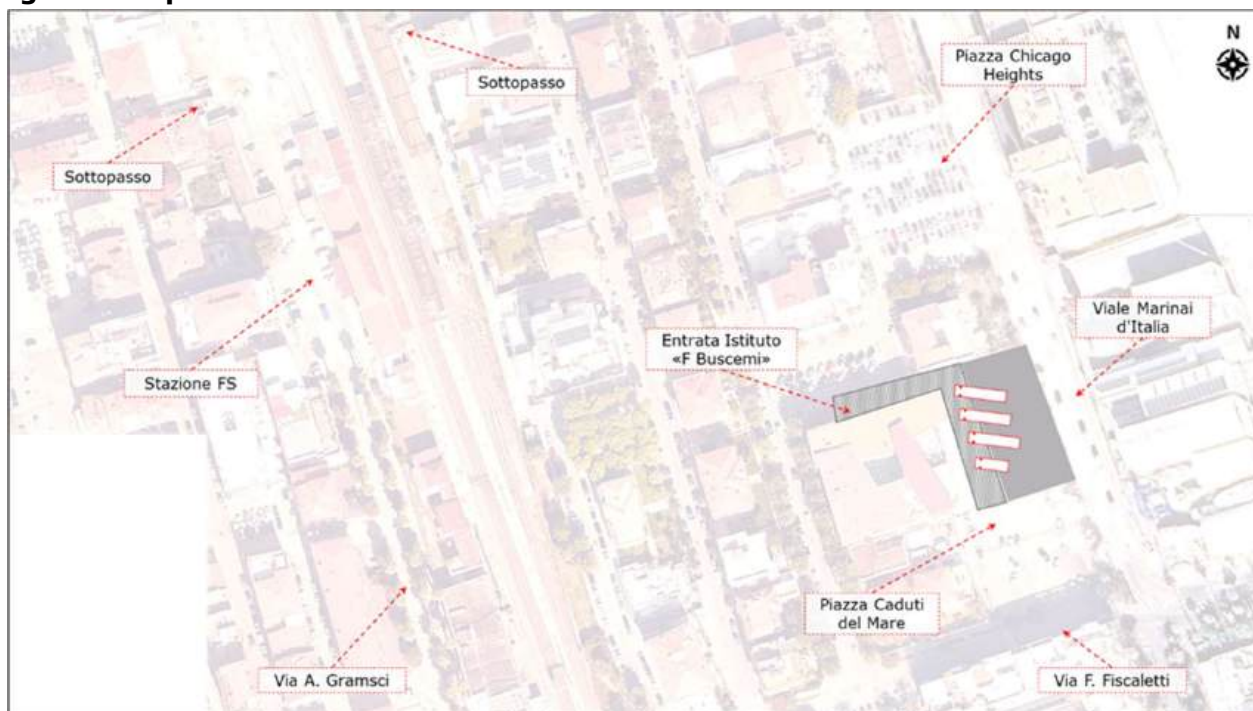 N
Piazza Chicago
Heights
Sottopasso
Sottopasso
Viale Marinai
d'Italia
Entrata Istituto
«F Buscemi»
Stazione FS
Piazza Caduti
del Mare
Via A. Gramsci
Via F. Fiscaletti